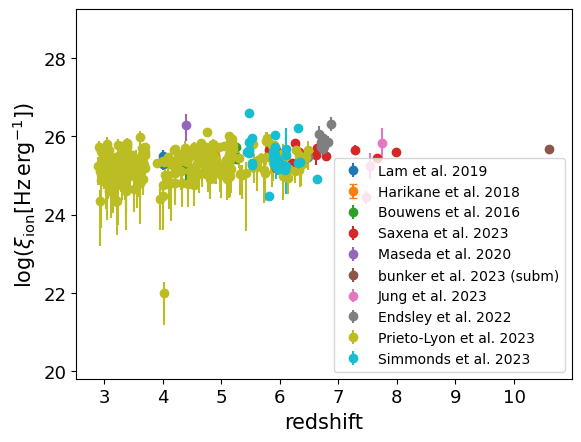 log(ξion[Hz erg−1])
28
26
24
22
20
Lam et al. 2019
Harikane et al. 2018
Bouwens et al. 2016
Saxena et al. 2023
Maseda et al. 2020
bunker et al. 2023 (subm)
Jung et al. 2023
Endsley et al. 2022
Prieto-Lyon et al. 2023
Simmonds et al. 2023
3 4 5 6 7 8 9 10
redshift